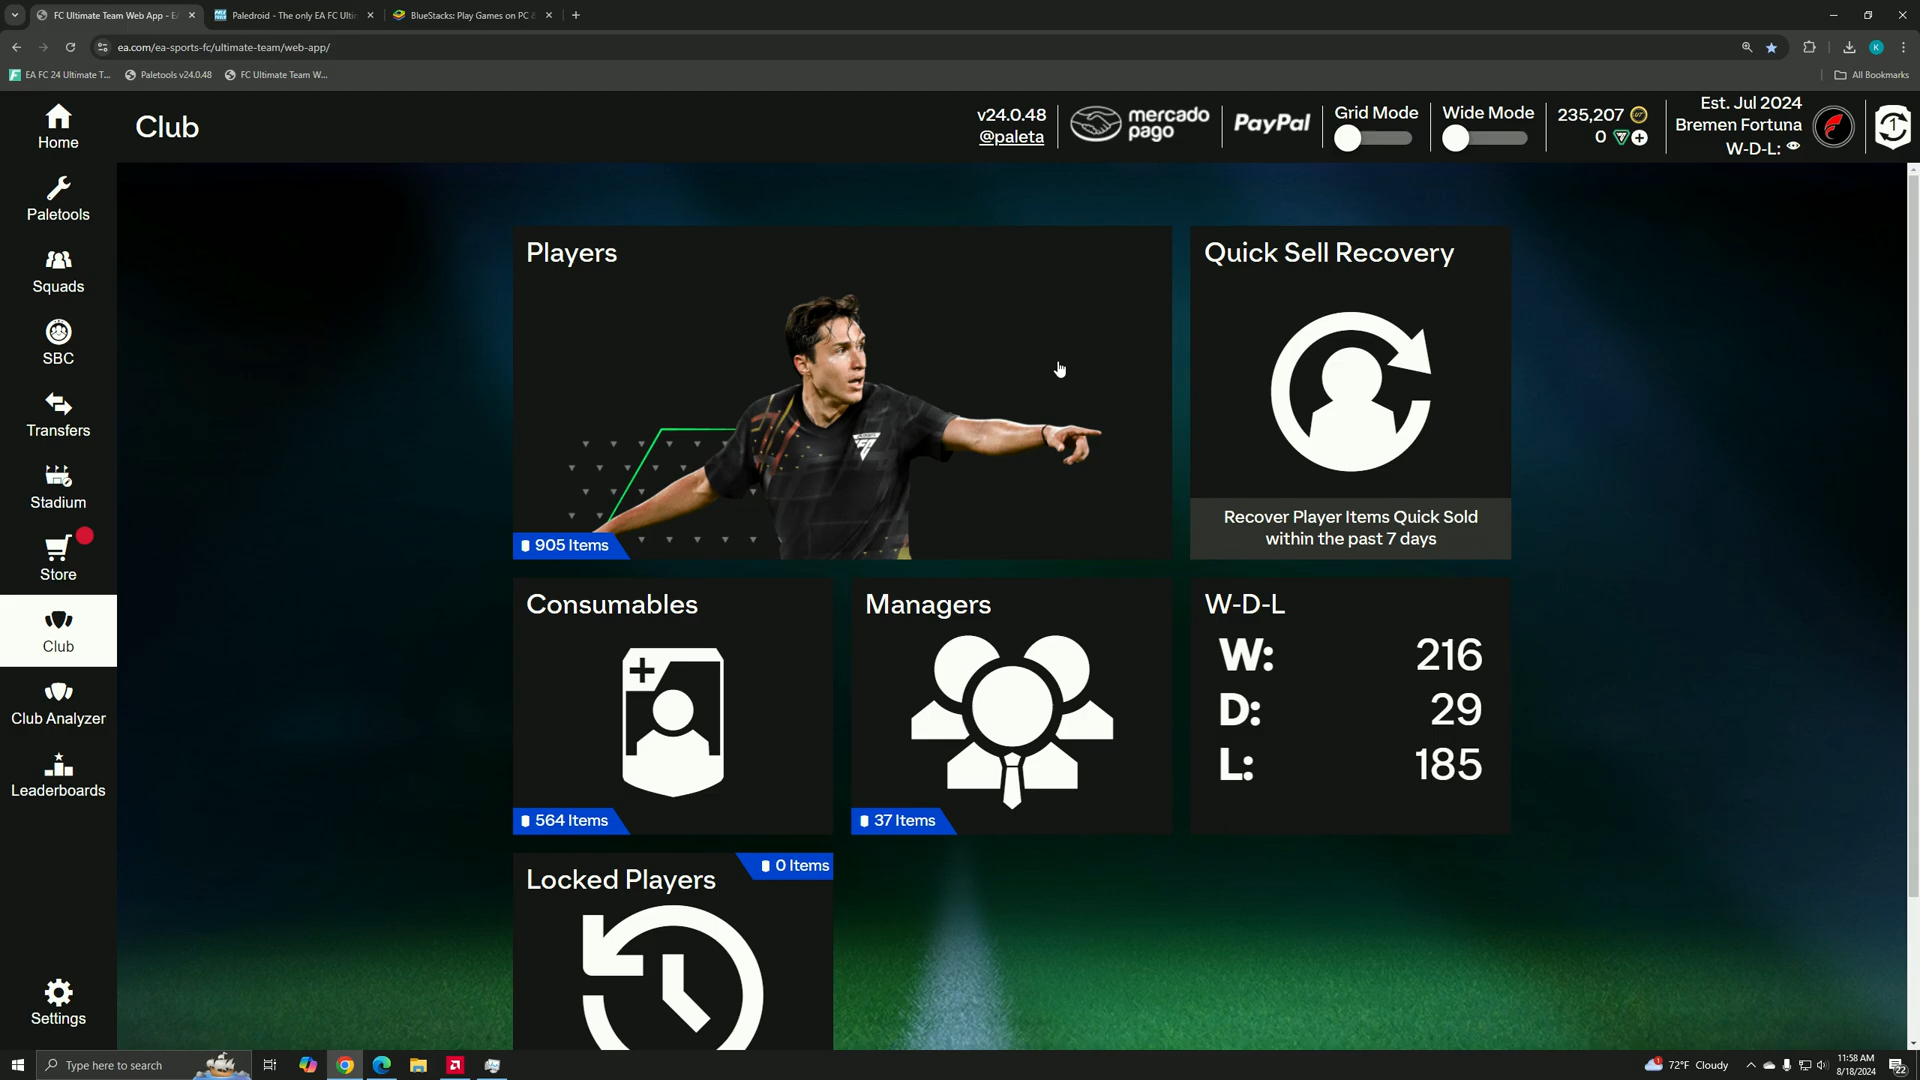 FC Ultimate Team Web App - EA
Paledroid - The only EA FC Ultim
BlueStacks: Play Games on PC &
ea.com/ea-sports-fc/ultimate-team/web-app/
K
EA FC 24 Ultimate T...
Paletools v24.0.48
FC Ultimate Team W...
All Bookmarks
Home
Club
v24.0.48
@paleta
mercado
pago
PayPal
Grid Mode
Wide Mode
235,207
0
Est. Jul 2024
Bremen Fortuna
W-D-L:
1
Paletools
Squads
SBC
Transfers
Stadium
Store
Club
Club Analyzer
Leaderboards
Settings
Players
905 Items
Quick Sell Recovery
Recover Player Items Quick Sold
within the past 7 days
Consumables
564 Items
Managers
37 Items
W-D-L
W: 216
D: 29
L: 185
0 Items
Locked Players
Type here to search
1
72°F Cloudy
11:58 AM
8/18/2024
22